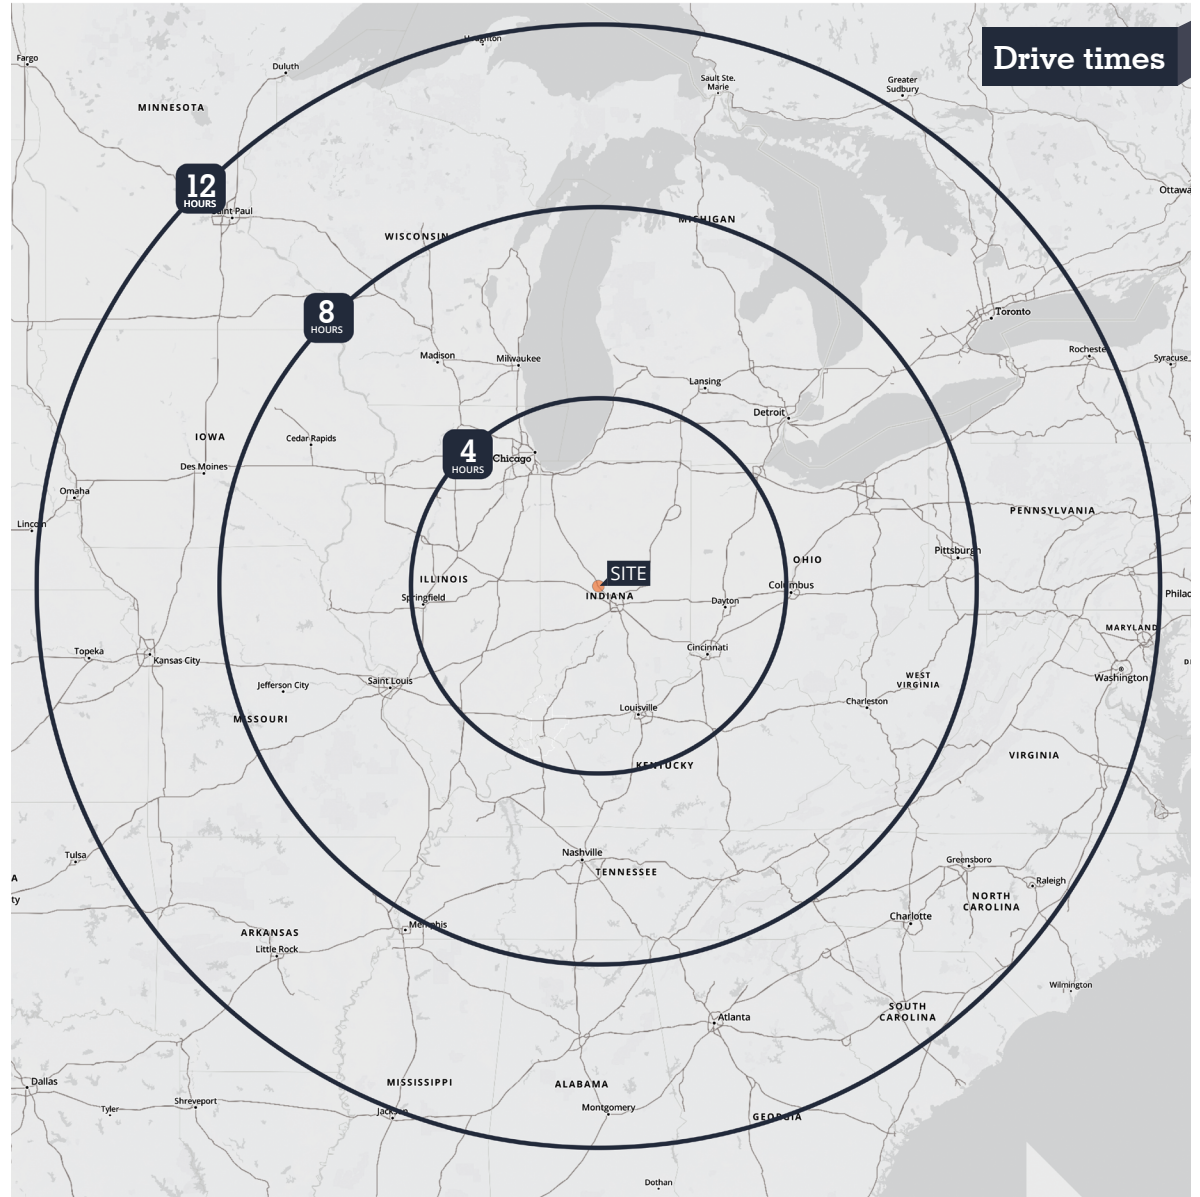 Drive times
Houghton
Fargo
Duluth
Sault Ste.
Marie
Greater
Sudbury
MINNESOTA
12
HOURS
Ottawa
Saint Paul
MICHIGAN
WISCONSIN
8
HOURS
Toronto
Madison
Milwaukee
Rochester
Syracuse
Lansing
Detroit
IOWA
Cedar Rapids
4
HOURS
Chicago
Des Moines
Omaha
PENNSYLVANIA
Lincoln
Pittsburgh
OHIO
SITE
ILLINOIS
Columbus
INDIANA
Springfield
Dayton
Philad
MARYLAND
Cincinnati
Topeka
Kansas City
Washington
WEST
VIRGINIA
Jefferson City
Saint Louis
Charleston
Louisville
MISSOURI
VIRGINIA
KENTUCKY
Tulsa
Nashville
Greensboro
TENNESSEE
Raleigh
NORTH
CAROLINA
Charlotte
Memphis
ARKANSAS
Little Rock
Wilmington
SOUTH
CAROLINA
Atlanta
Dallas
MISSISSIPPI
ALABAMA
Tyler
Shreveport
Jackson
Montgomery
GEORGIA
Dothan